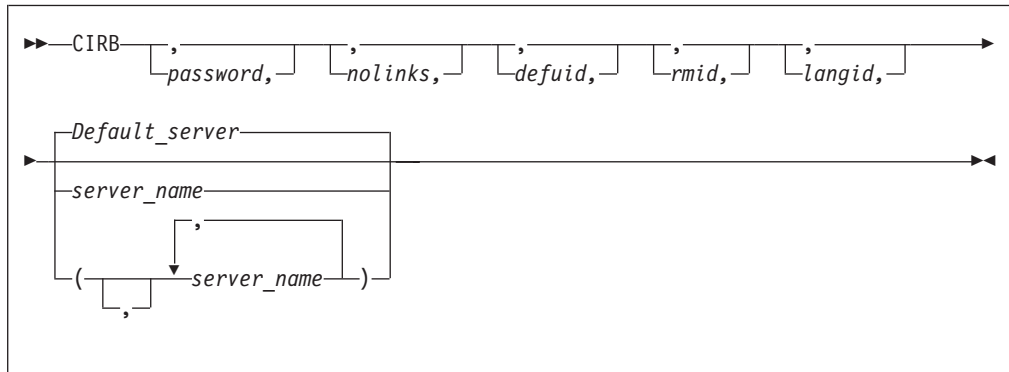 CIRB , , , , ,
password, nolinks, defuid, rmid, langid,
Default_server
server_name
,
( server_name )
,